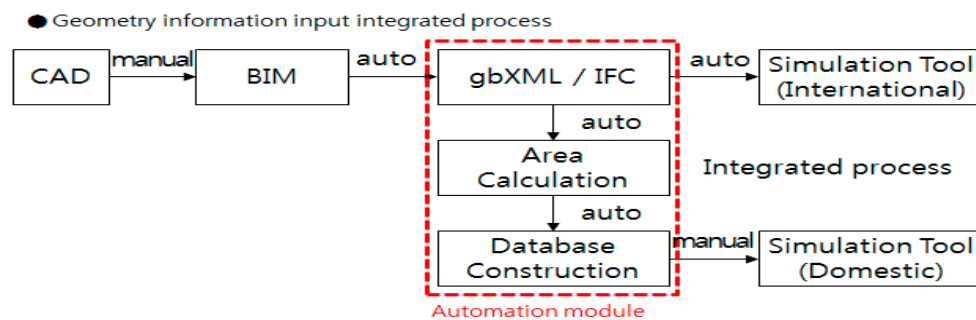 ● Geometry information input integrated process
CAD
manual
BIM
auto
gbXML / IFC
auto
Simulation Tool
(International)
auto
Area
Calculation
Integrated process
auto
Database
Construction
manual
Simulation Tool
(Domestic)
Automation module